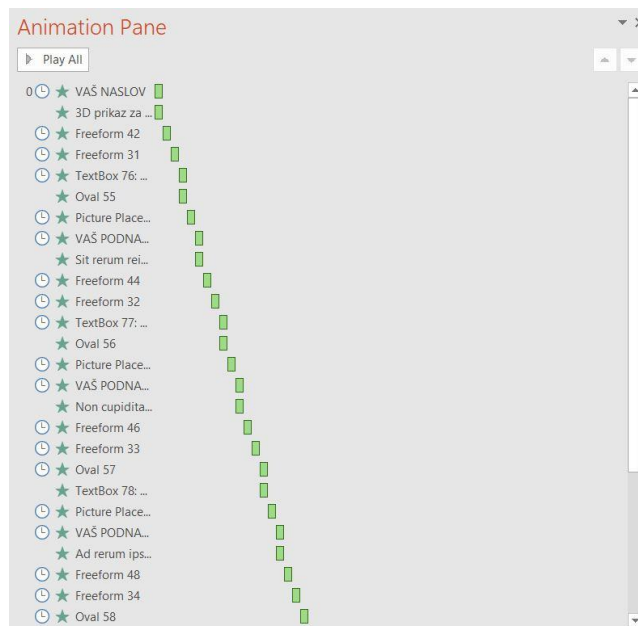 Animation Pane
Play All
0 VAŠ NASLOV
3D prikaz za ...
Freeform 42
Freeform 31
TextBox 76: ...
Oval 55
Picture Place...
VAŠ PODNA...
Sit rerum rei...
Freeform 44
Freeform 32
TextBox 77: ...
Oval 56
Picture Place...
VAŠ PODNA...
Non cupidita...
Freeform 46
Freeform 33
Oval 57
TextBox 78: ...
Picture Place...
VAŠ PODNA...
Ad rerum ips...
Freeform 48
Freeform 34
Oval 58